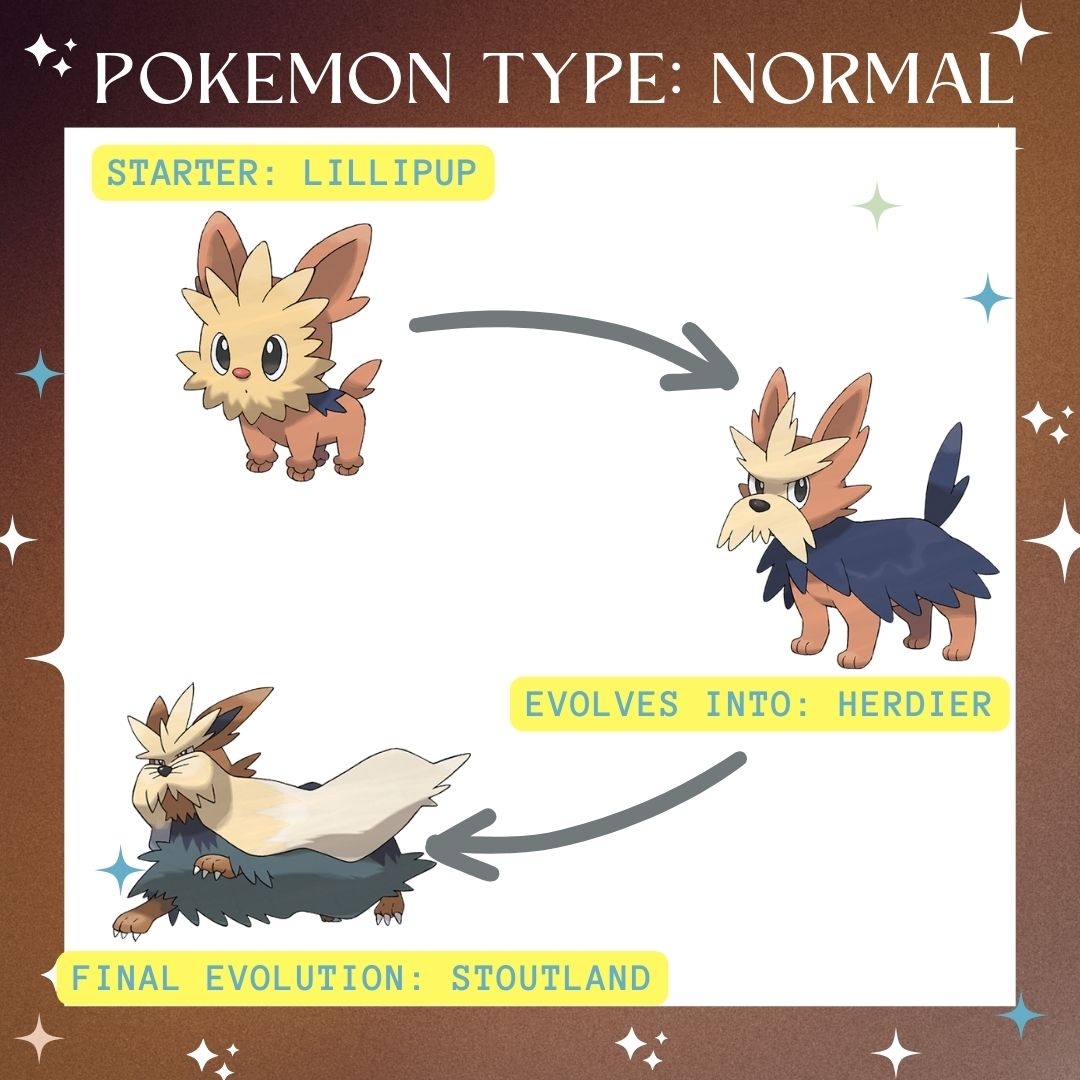 POKEMON TYPE: NORMAL
STARTER: LILLIPUP
EVOLVES INTO: HERDIER
FINAL EVOLUTION: STOUTLAND